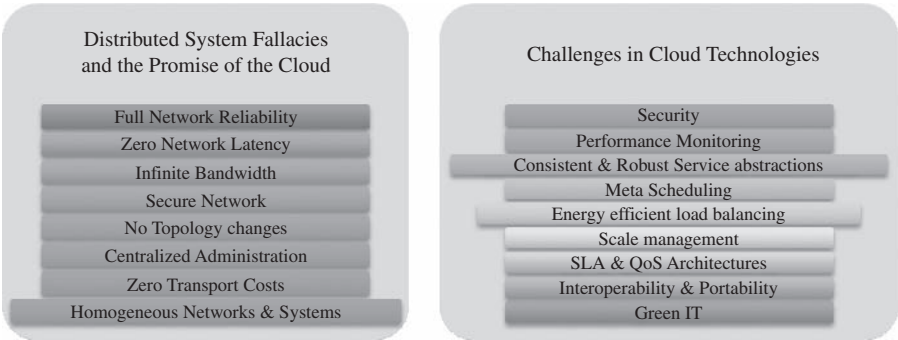 Distributed System Fallacies
and the Promise of the Cloud
Full Network Reliability
Zero Network Latency
Infinite Bandwidth
Secure Network
No Topology changes
Centralized Administration
Zero Transport Costs
Homogeneous Networks & Systems
Challenges in Cloud Technologies
Security
Performance Monitoring
Consistent & Robust Service abstractions
Meta Scheduling
Energy efficient load balancing
Scale management
SLA & QoS Architectures
Interoperability & Portability
Green IT